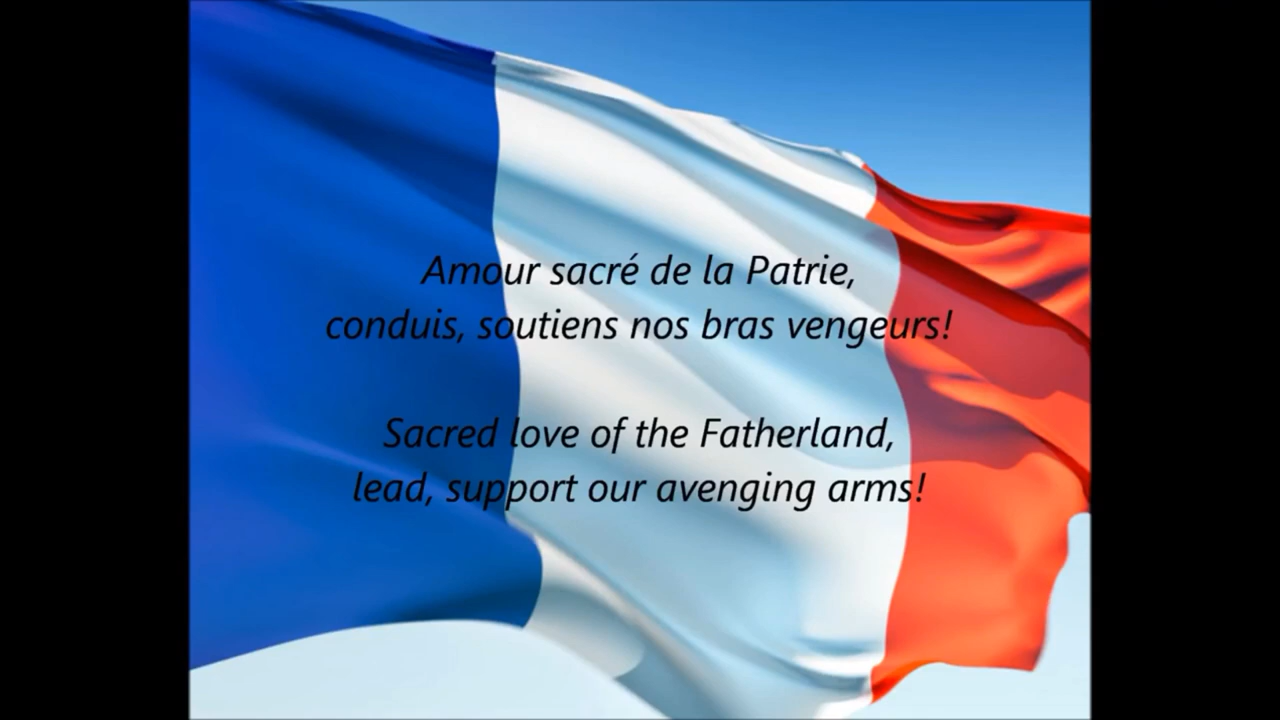 Amour sacré de la Patrie,
conduis, soutiens nos bras vengeurs!
Sacred love of the Fatherland,
lead, support our avenging arms!